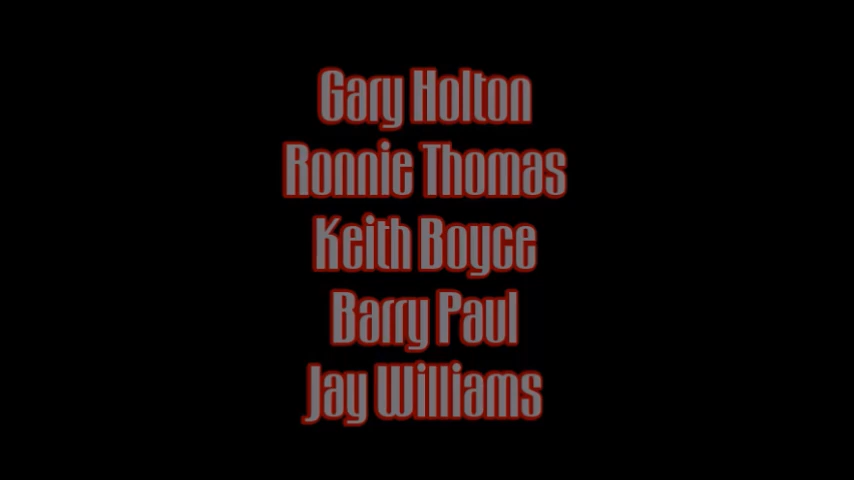 Gary Holton
Ronnie Thomas
Keith Boyce
Barry Paul
Jay Williams